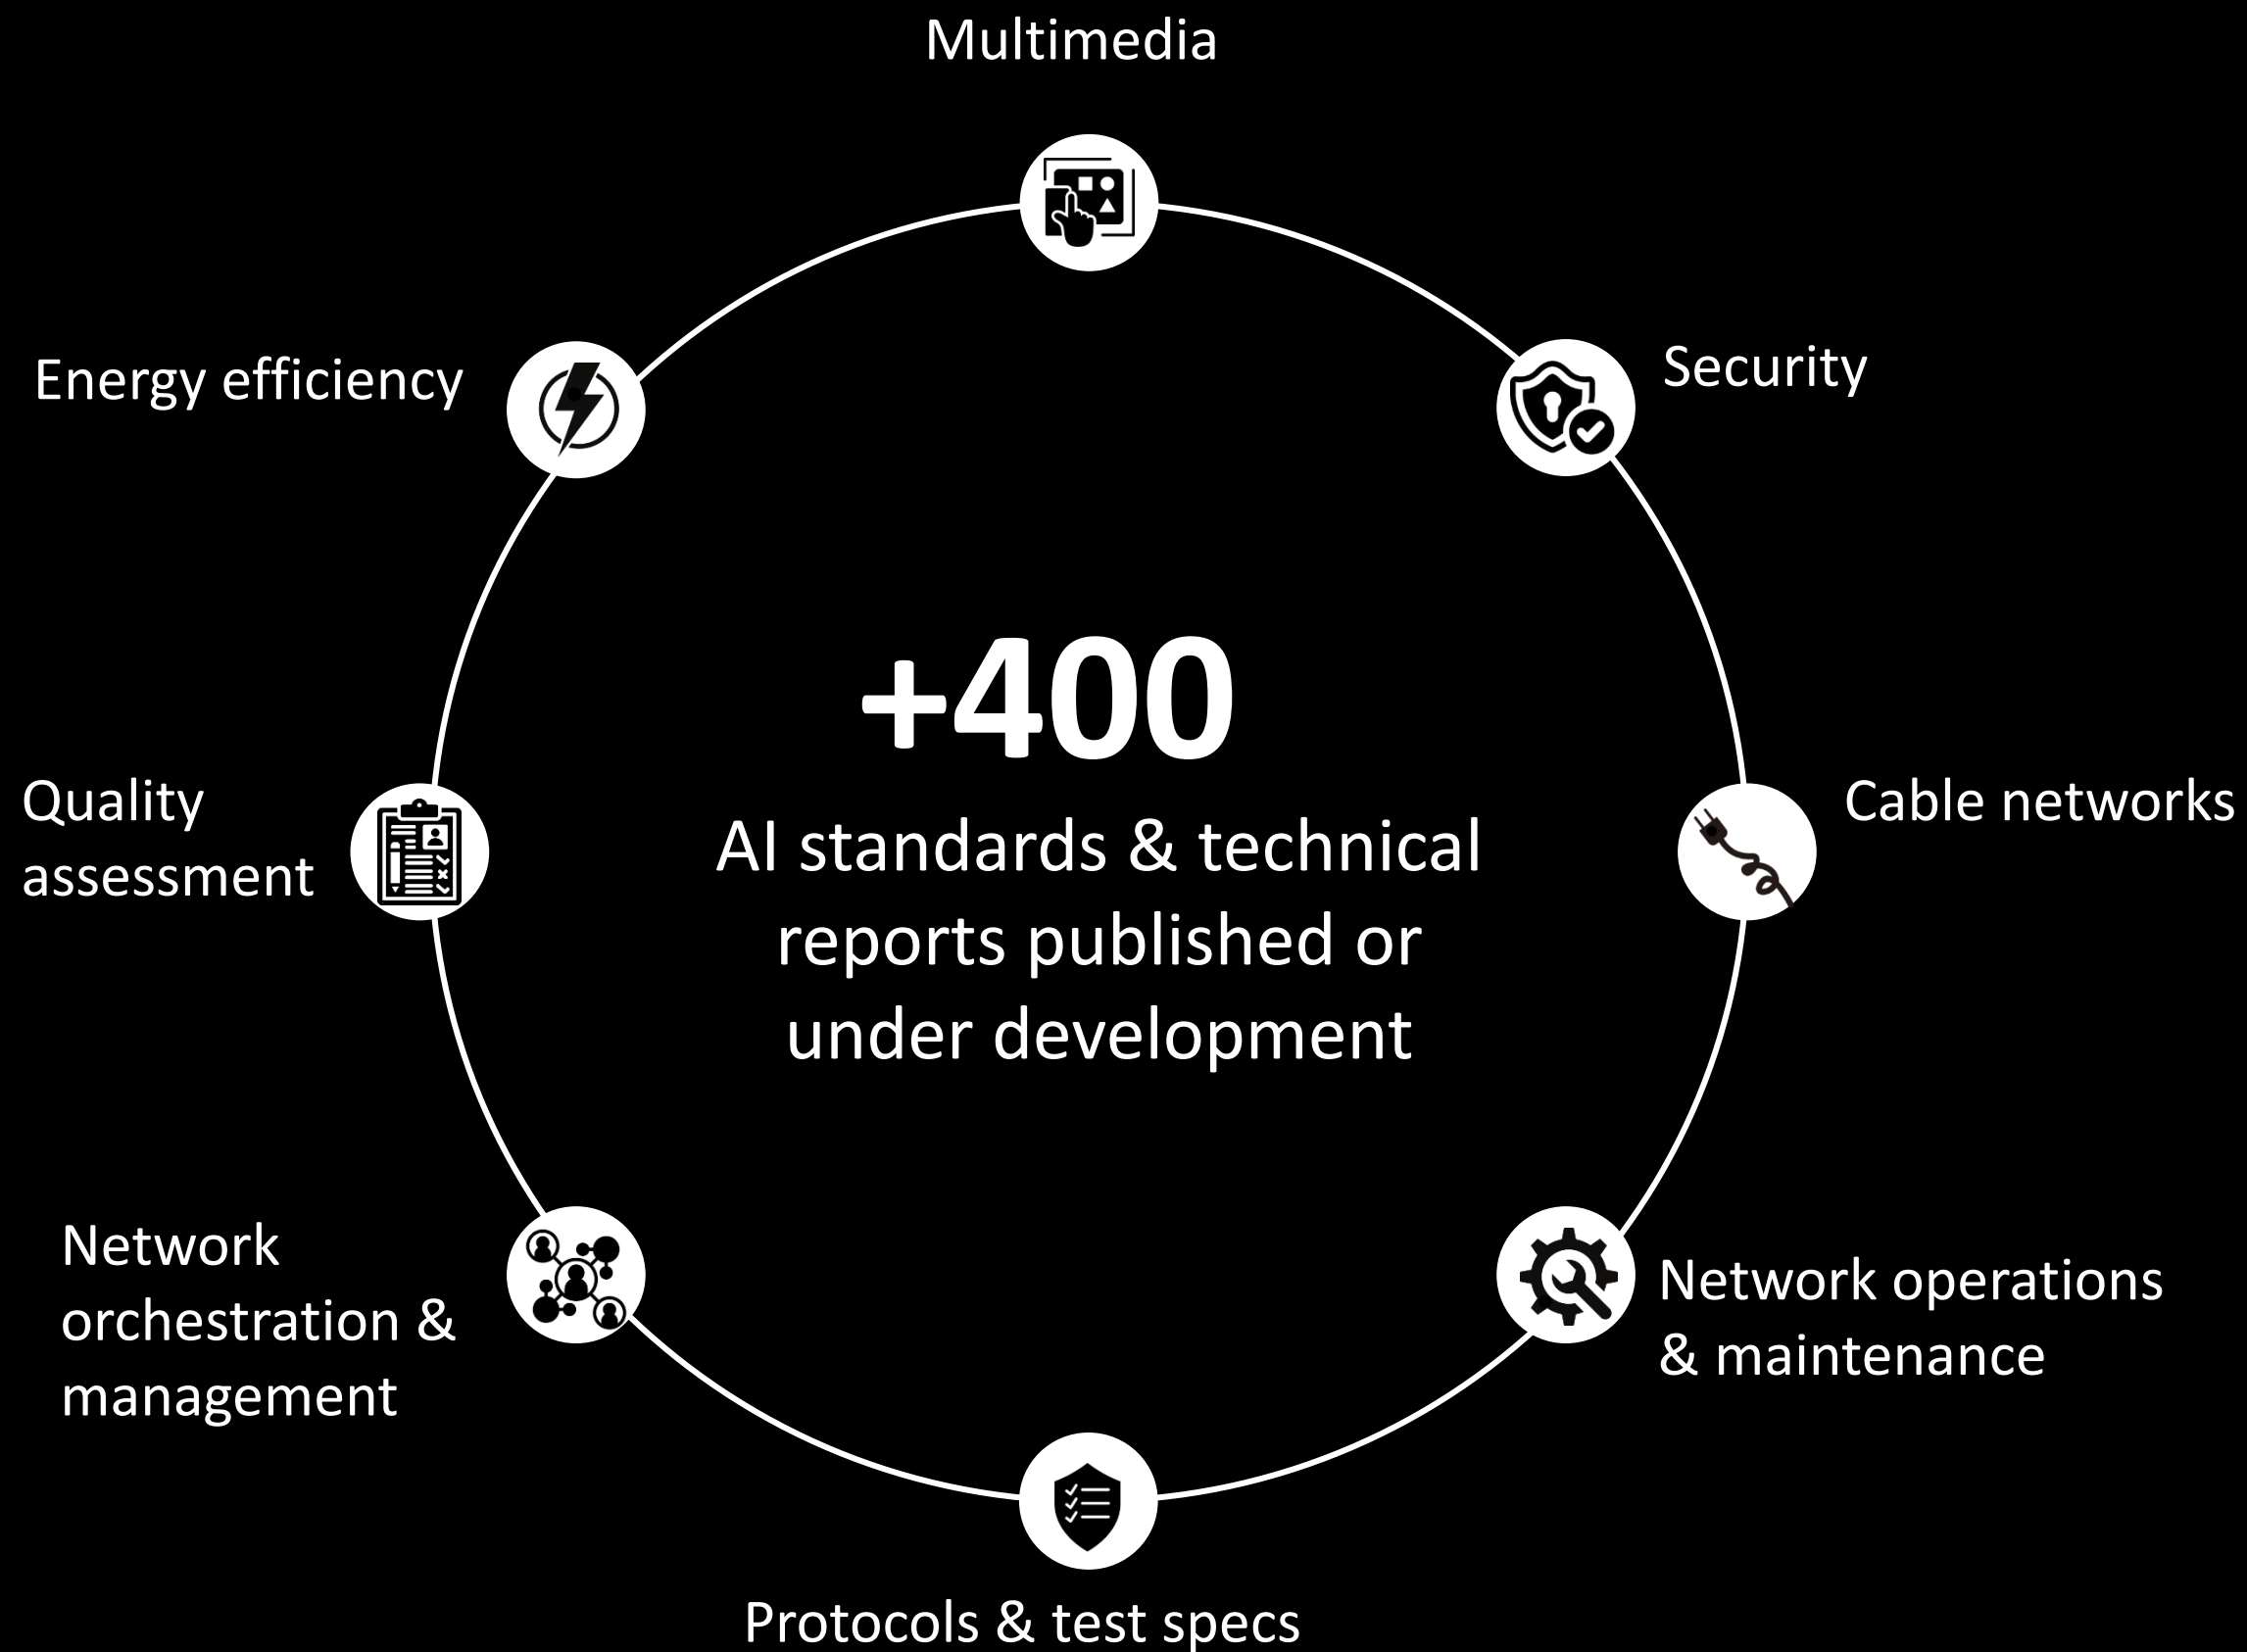 Multimedia
Energy efficiency
Security
+400
Quality
assessment
Cable networks
AI standards & technical
reports published or
under development
Network
orchestration &
management
Network operations
& maintenance
Protocols & test specs